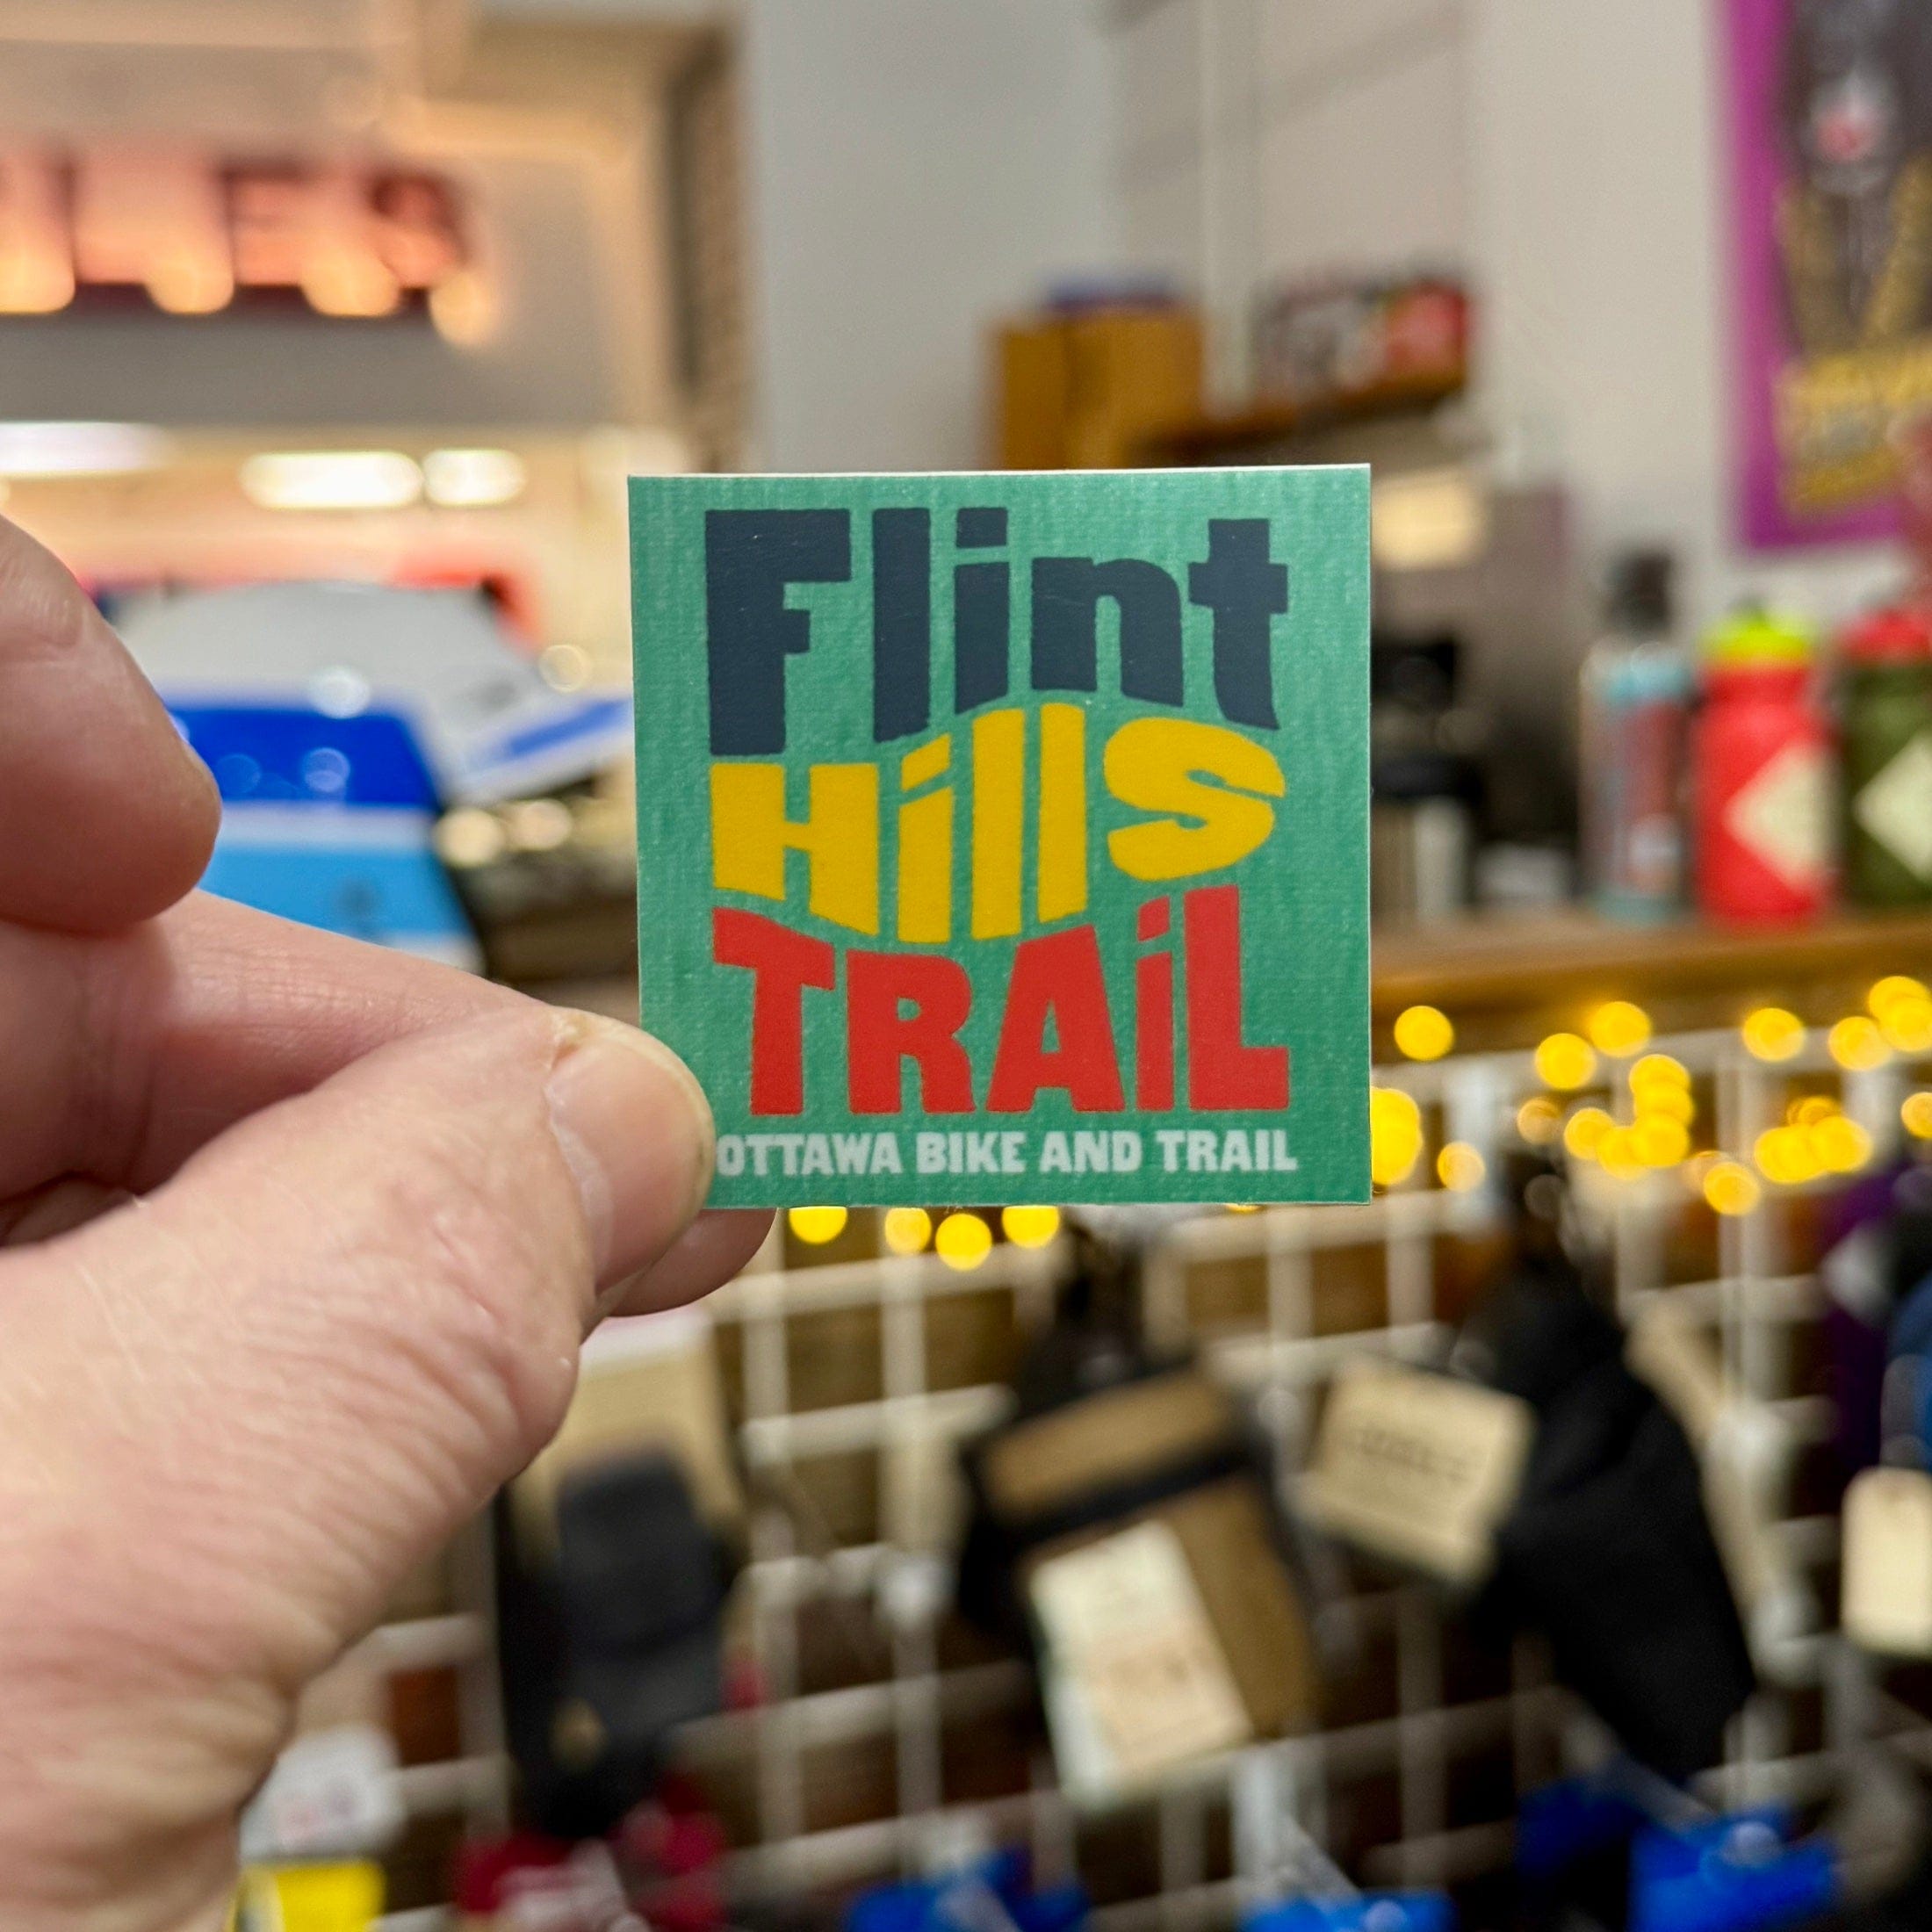 Flint
Hills
TRAiL
OTTAWA BIKE AND TRAIL